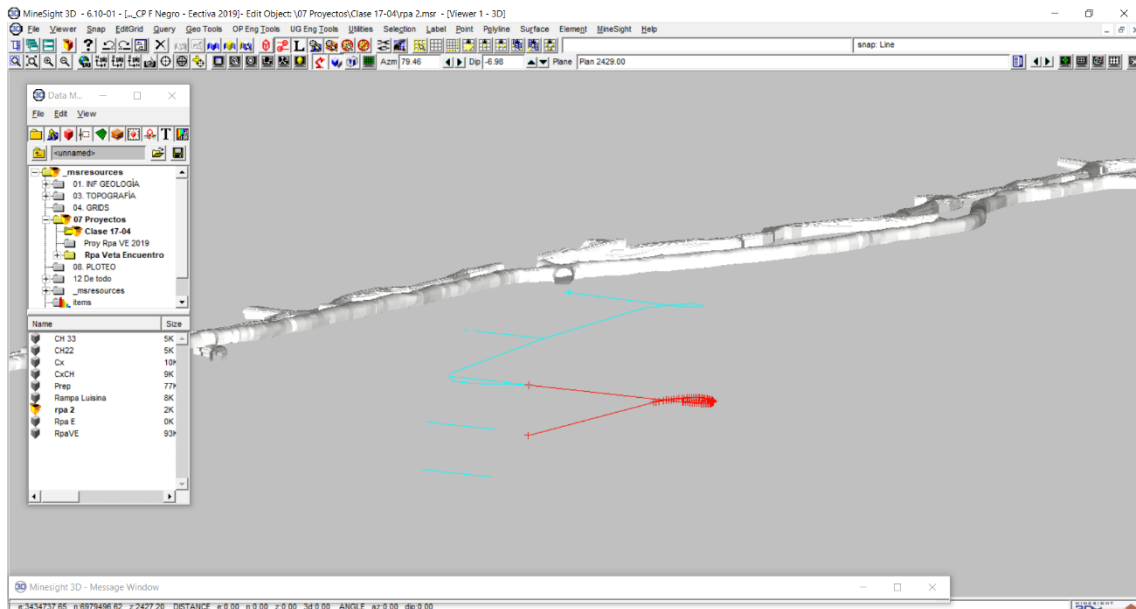 MineSight 3D - 6.10-01 - [..._CP F Negro - Eectiva 2019]- Edit Object: \07 Proyectos\Clase 17-04\rpa 2.msr - [Viewer 1 - 3D]
File Viewer Snap EditGrid Query Geo Tools OP Eng Tools UG Eng Tools Utilities Selection Label Point Polyline Surface Element MineSight Help
snap: Line
Azm 79.46 Dip -6.98 Plane Plan 2429.00
Data M...
File Edit View
<unnamed>
_msresources
01. INF GEOLOGÍA
03. TOPOGRAFÍA
04. GRIDS
07 Proyectos
Clase 17-04
Proy Rpa VE 2019
Rpa Veta Encuentro
08. PLOTEO
12 De todo
_msresources
items
Name Size
CH 33 5K
CH22 5K
Cx 10K
CxCH 9K
Prep 77K
Rampa Luisina 8K
rpa 2 2K
Rpa E 0K
RpaVE 93K
Minesight 3D - Message Window
e:3434737.65 n:6979496.62 z:2427.20 DISTANCE e:0.00 n:0.00 z:0.00 3d:0.00 ANGLE az:0.00 dip:0.00
MINESIGHT